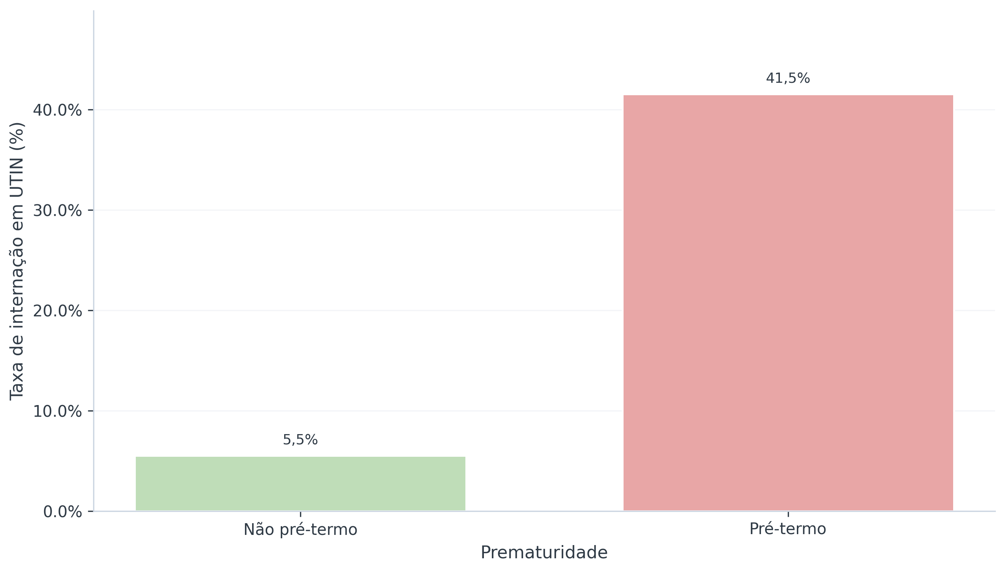 Taxa de internação em UTIN (%)
40.0%
30.0%
20.0%
10.0%
0.0%
41,5%
5,5%
Não pré-termo
Pré-termo
Prematuridade